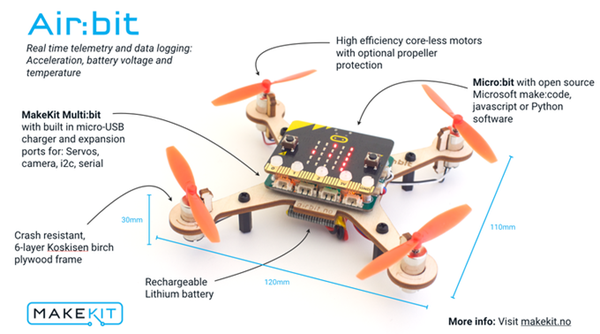 Air:bit
Real time telemetry and data logging:
Acceleration, battery voltage and
temperature
High efficiency core-less motors
with optional propeller
protection
Micro:bit with open source
Microsoft make:code,
javascript or Python
software
MakeKit Multi:bit
with built in micro-USB
charger and expansion
ports for: Servos,
camera, i2c, serial
Crash resistant,
6-layer Koskisen birch
plywood frame
30mm
110mm
120mm
Rechargeable
Lithium battery
airbit.no
MAKEKIT
More info: Visit makekit.no